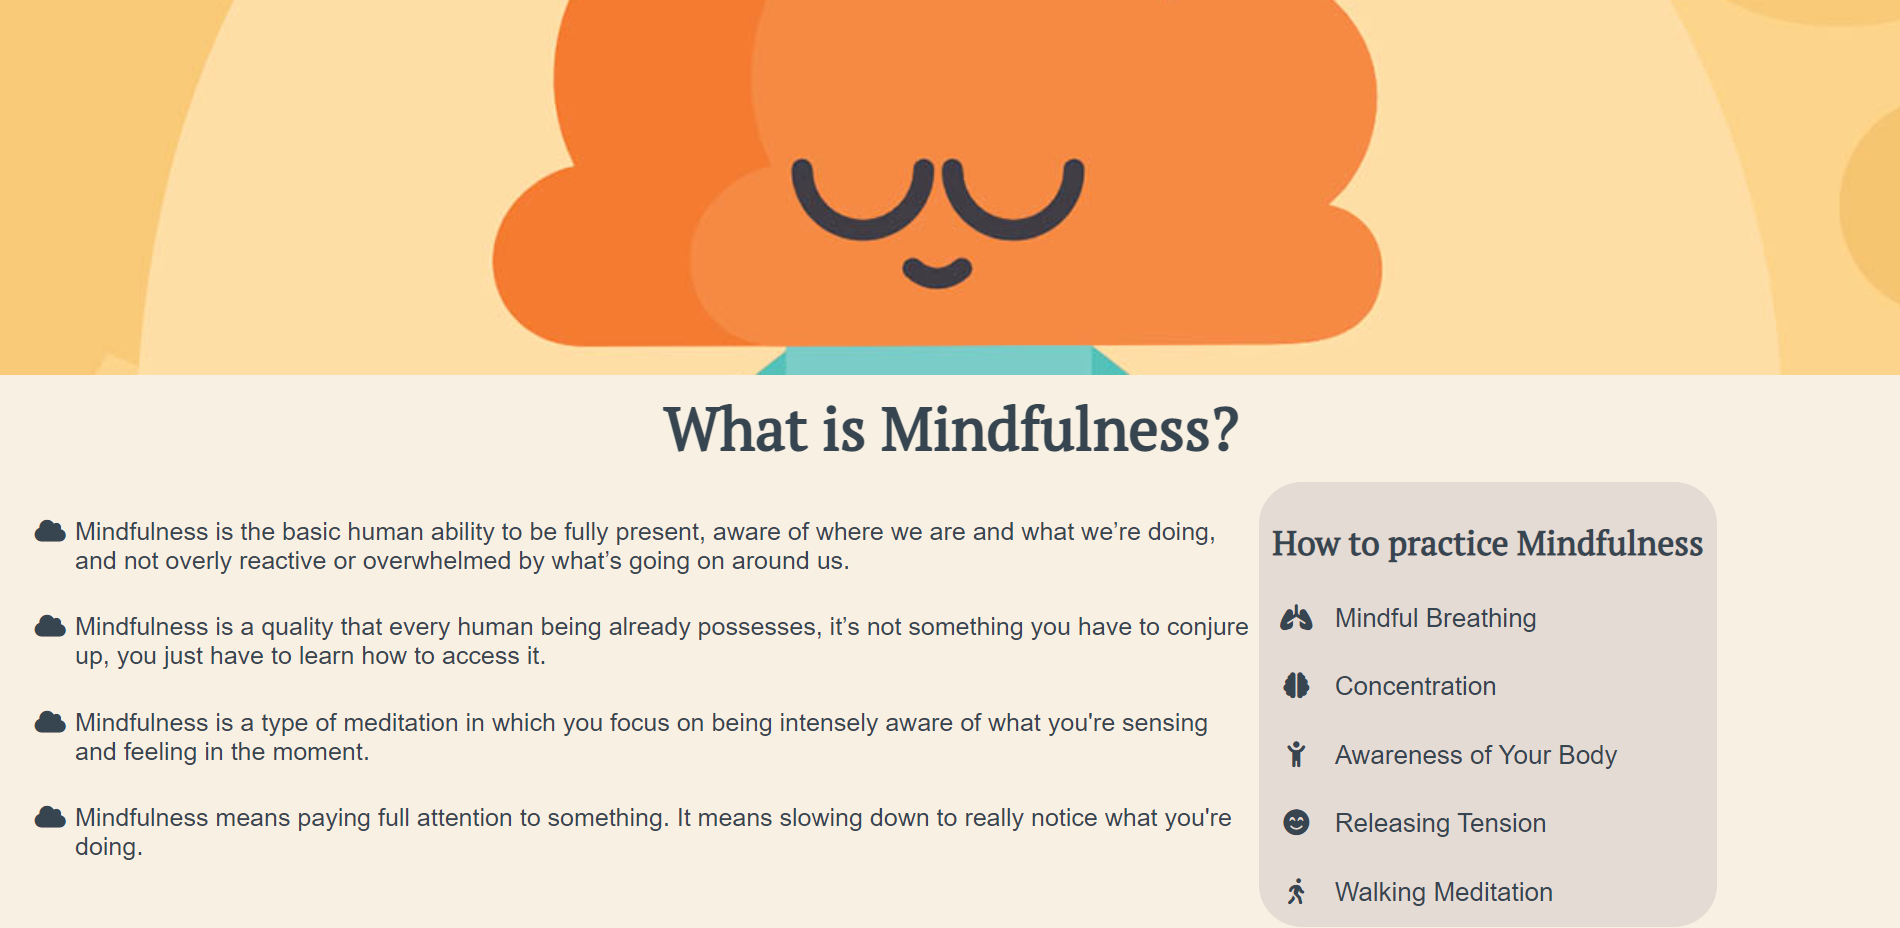 What is Mindfulness?
Mindfulness is the basic human ability to be fully present, aware of where we are and what we’re doing,
and not overly reactive or overwhelmed by what’s going on around us.
Mindfulness is a quality that every human being already possesses, it’s not something you have to conjure
up, you just have to learn how to access it.
Mindfulness is a type of meditation in which you focus on being intensely aware of what you're sensing
and feeling in the moment.
Mindfulness means paying full attention to something. It means slowing down to really notice what you're
doing.
How to practice Mindfulness
Mindful Breathing
Concentration
Awareness of Your Body
Releasing Tension
Walking Meditation